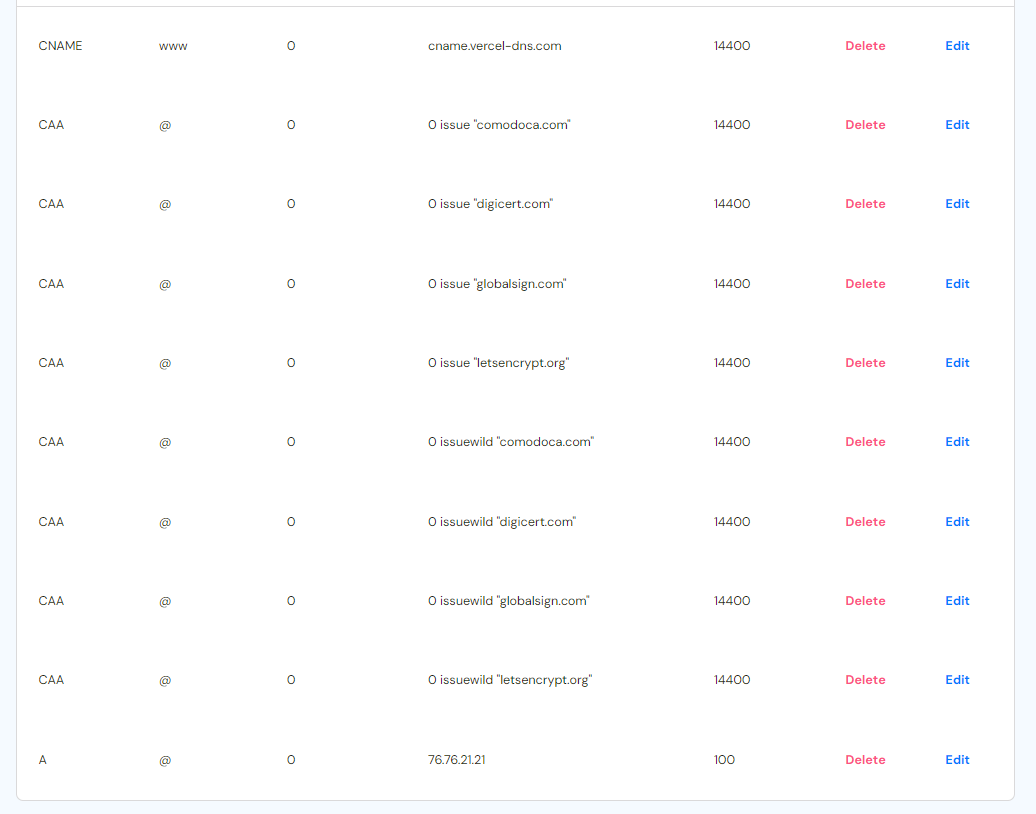 CNAME www 0 cname.vercel-dns.com 14400 Delete Edit
CAA @ 0 0 issue "comodoca.com" 14400 Delete Edit
CAA @ 0 0 issue "digicert.com" 14400 Delete Edit
CAA @ 0 0 issue "globalsign.com" 14400 Delete Edit
CAA @ 0 0 issue "letsencrypt.org" 14400 Delete Edit
CAA @ 0 0 issuewild "comodoca.com" 14400 Delete Edit
CAA @ 0 0 issuewild "digicert.com" 14400 Delete Edit
CAA @ 0 0 issuewild "globalsign.com" 14400 Delete Edit
CAA @ 0 0 issuewild "letsencrypt.org" 14400 Delete Edit
A @ 0 76.76.21.21 100 Delete Edit